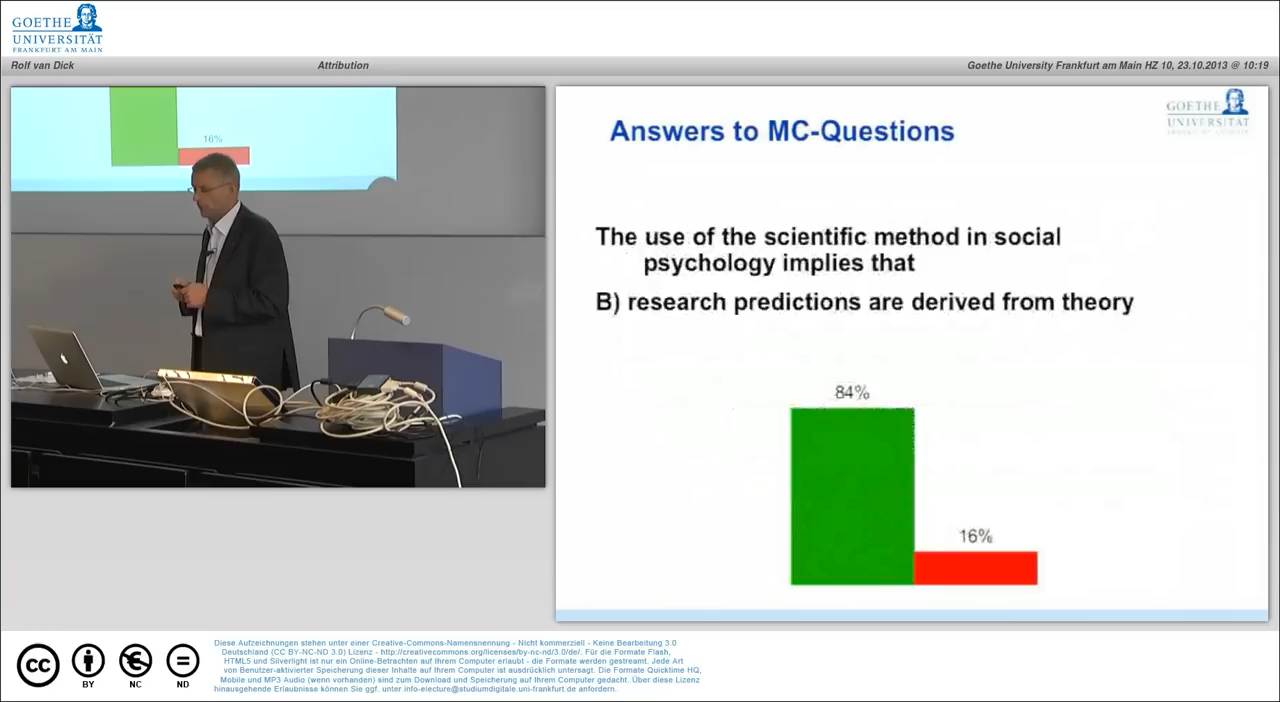 GOETHE
UNIVERSITÄT
FRANKFURT AM MAIN
Rolf van Dick
Attribution
Goethe University Frankfurt am Main HZ 10, 23.10.2013 @ 10:19
16%
GOETHE
UNIVERSITÄT
Answers to MC-Questions
The use of the scientific method in social
psychology implies that
B) research predictions are derived from theory
84%
16%
cc
BY
NC
ND
Diese Aufzeichnungen stehen unter einer Creative-Commons-Namensnennung - Nicht kommerziell - Keine Bearbeitung 3.0
Deutschland (CC BY-NC-ND 3.0) Lizenz - http://creativecommons.org/licenses/by-nc-nd/3.0/de/. Für die Formate Flash,
HTML5 und Silverlight ist nur ein Online-Betrachten auf Ihrem Computer erlaubt - die Formate werden gestreamt. Jede Art
von Benutzer-aktivierter Speicherung dieser Inhalte auf Ihrem Computer ist ausdrücklich untersagt. Die Formate Quicktime HQ,
Mobile und MP3 Audio (wenn vorhanden) sind zum Download und Speicherung auf Ihrem Computer gedacht. Über diese Lizenz
hinausgehende Erlaubnisse können Sie ggf. unter info-electure@studiumdigitale.uni-frankfurt.de anfordern.